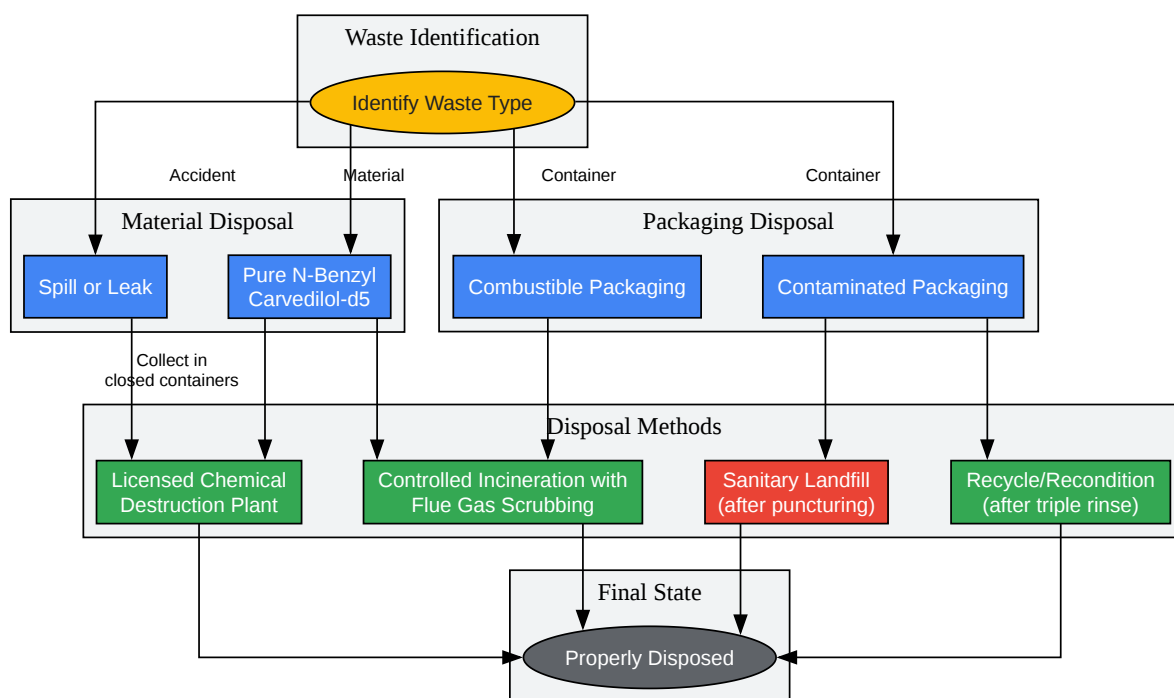 Waste Identification
Identify Waste Type
Accident
Material
Container
Container
Material Disposal
Packaging Disposal
Spill or Leak
Pure N-Benzyl
Carvedilol-d5
Combustible Packaging
Contaminated Packaging
Collect in
closed containers
Disposal Methods
Licensed Chemical
Destruction Plant
Controlled Incineration with
Flue Gas Scrubbing
Sanitary Landfill
(after puncturing)
Recycle/Recondition
(after triple rinse)
Final State
Properly Disposed